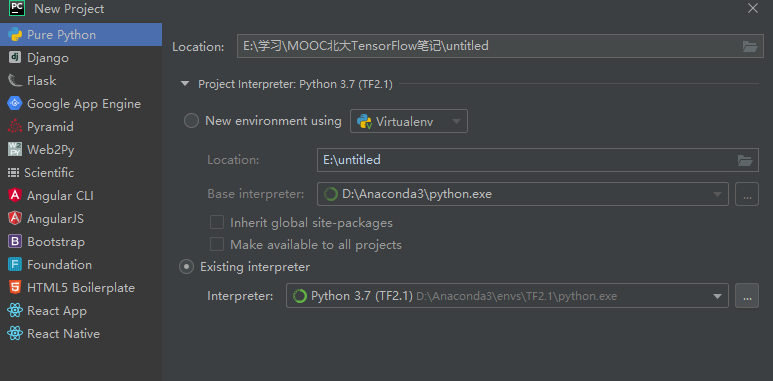 New Project
Pure Python
Django
Flask
Google App Engine
Pyramid
Web2Py
Scientific
Angular CLI
AngularJS
Bootstrap
Foundation
HTML5 Boilerplate
React App
React Native
Location: E:\学习\MOOC北大TensorFlow笔记\untitled
Project Interpreter: Python 3.7 (TF2.1)
New environment using Virtualenv
Location: E:\untitled
Base interpreter: D:\Anaconda3\python.exe ...
Inherit global site-packages
Make available to all projects
Existing interpreter
Interpreter: Python 3.7 (TF2.1) D:\Anaconda3\envs\TF2.1\python.exe ...